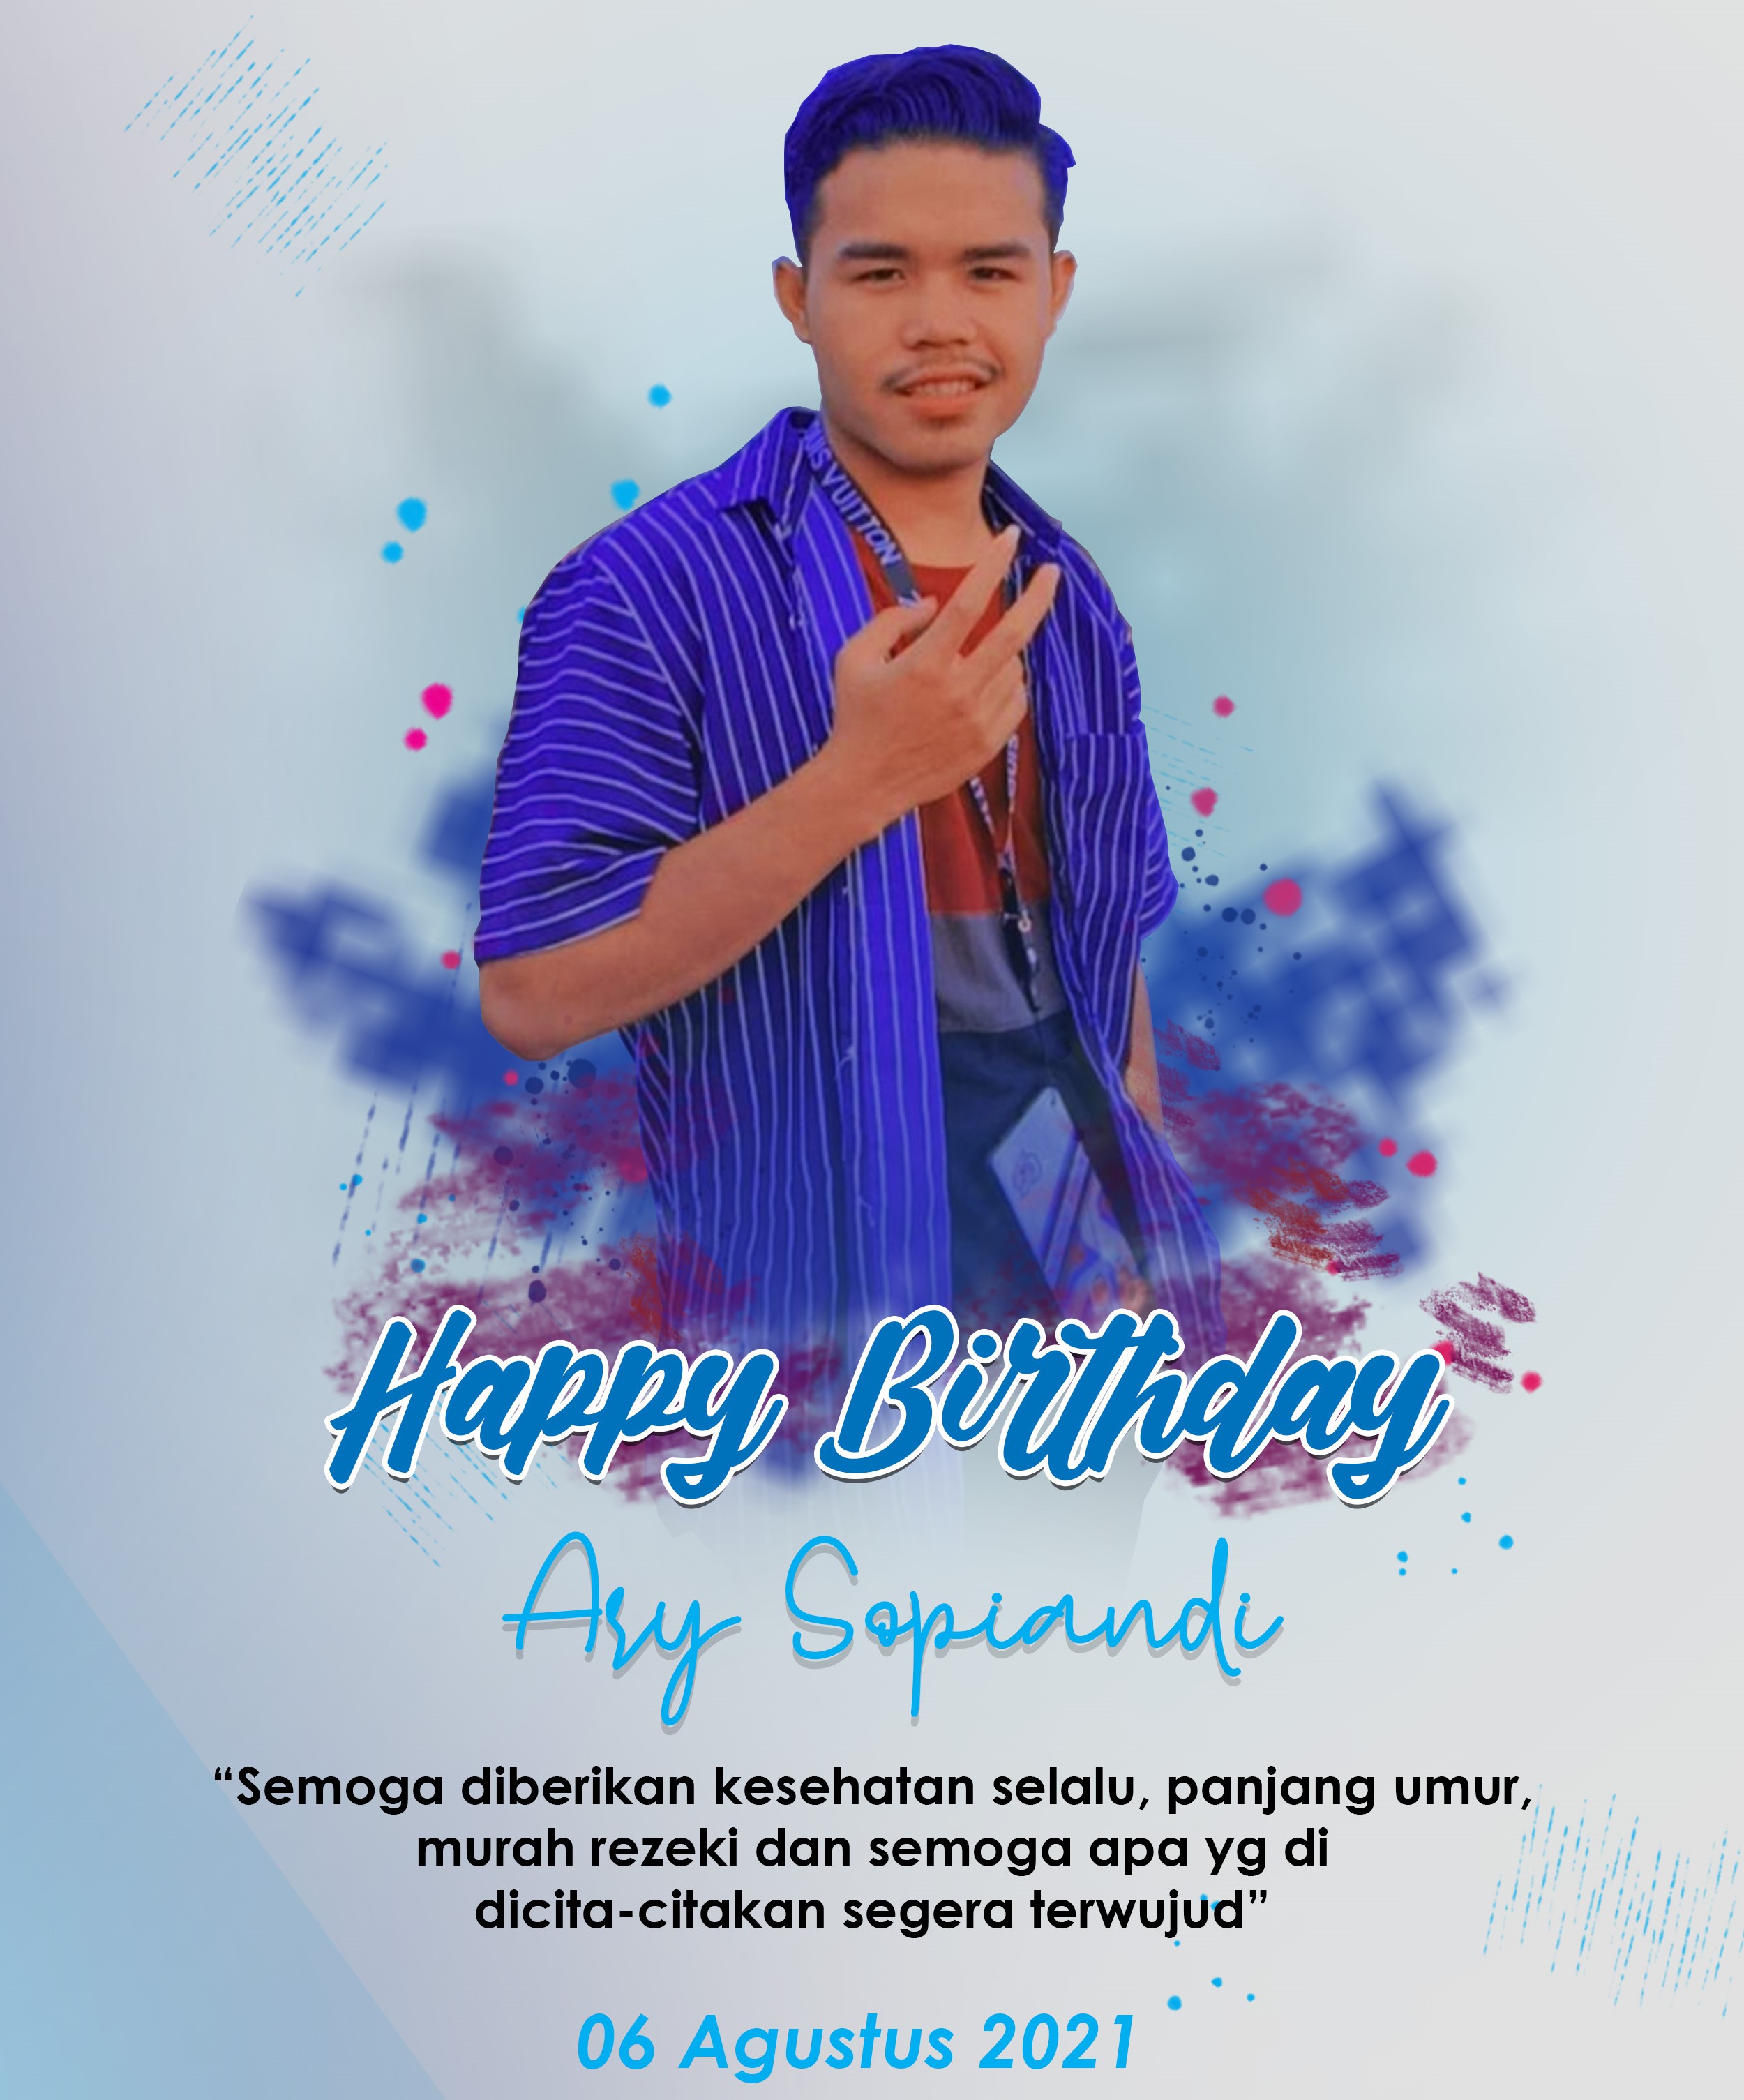 VUITTON
Happy Birthday
Ary Sopiandi
“Semoga diberikan kesehatan selalu, panjang umur,
murah rezeki dan semoga apa yg di
dicita-citakan segera terwujud”
06 Agustus 2021